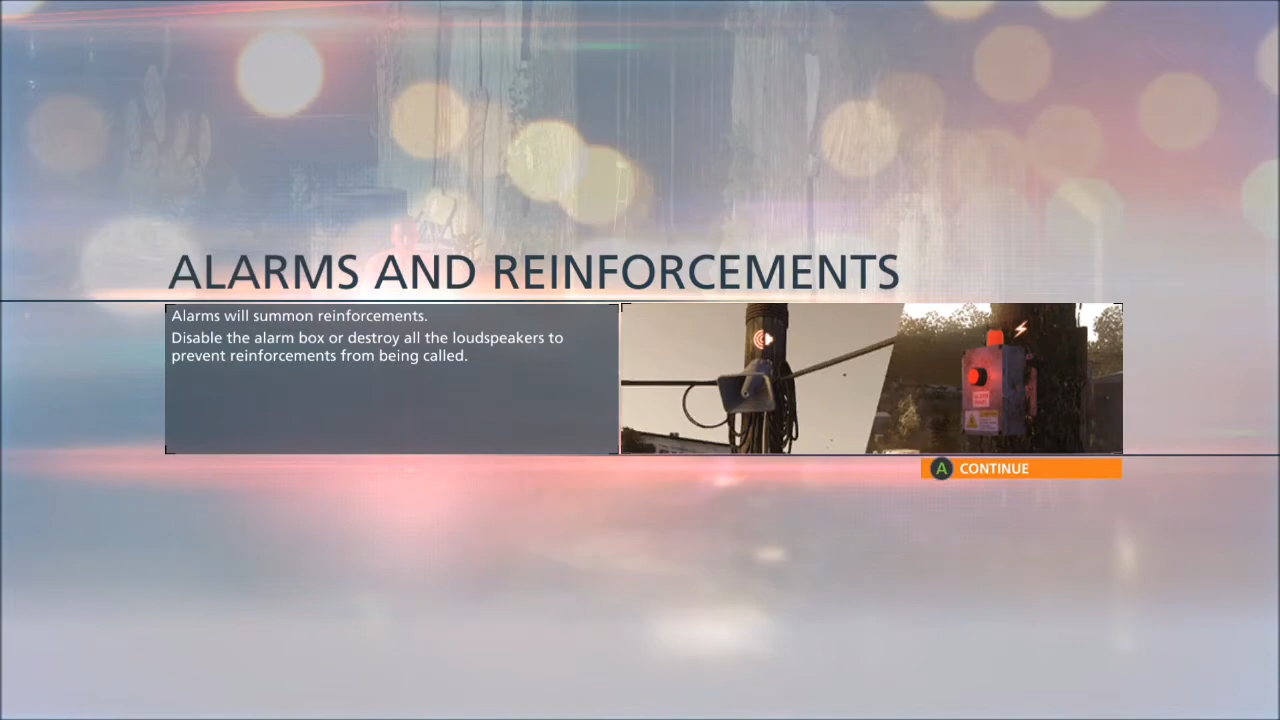 ALARMS AND REINFORCEMENTS
Alarms will summon reinforcements.
Disable the alarm box or destroy all the loudspeakers to
prevent reinforcements from being called.
A CONTINUE